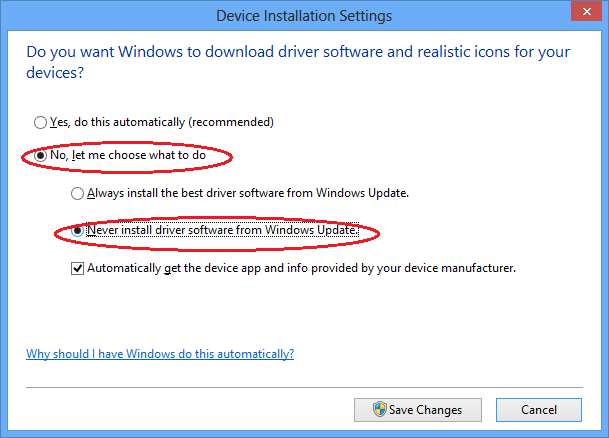 Device Installation Settings
Do you want Windows to download driver software and realistic icons for your
devices?
Yes, do this automatically (recommended)
No, let me choose what to do
Always install the best driver software from Windows Update.
Never install driver software from Windows Update.
Automatically get the device app and info provided by your device manufacturer.
Why should I have Windows do this automatically?
Save Changes
Cancel